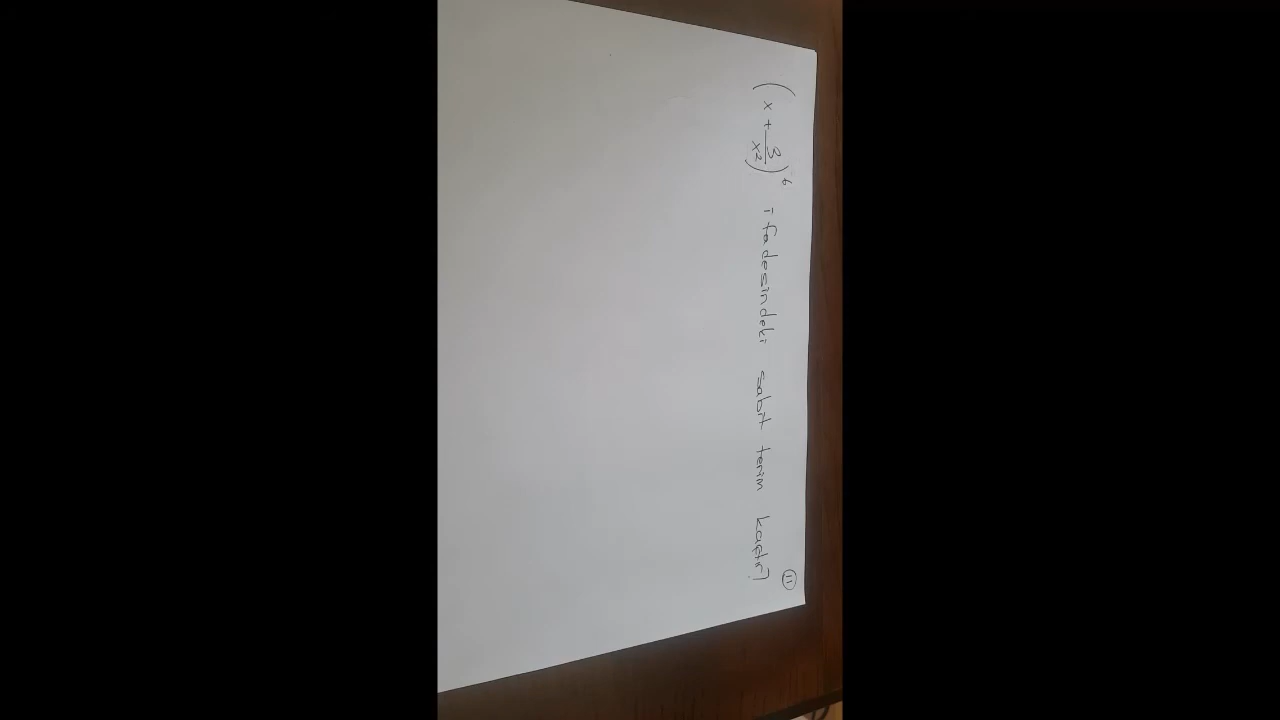 (x + 3/x²)⁶ ifadesindeki sabit terim kaçtır?
11